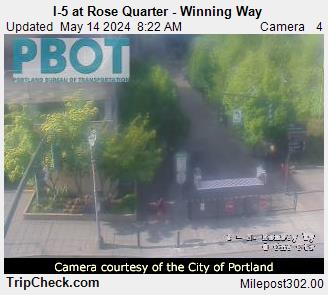 I-5 at Rose Quarter - Winning Way
Updated May 14 2024 8:22 AM Camera 4
PBOT
PORTLAND BUREAU OF TRANSPORTATION
Camera courtesy of the City of Portland
TripCheck.com Milepost302.00